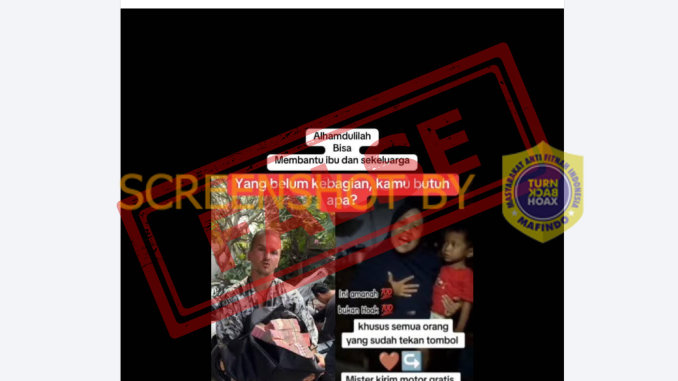 Alhamdulilah
Bisa
Membantu ibu dan sekeluarga
Yang belum kebagian, kamu butuh
apa?
FALSE
SCREENSHOT BY
MASYARAKAT ANTI FITNAH INDONESIA
TURN
BACK
HOAX
MAFINDO
Ini amanah 💯
bukan Hoak 💯
khusus semua orang
yang sudah tekan tombol
Mister kirim motor gratis